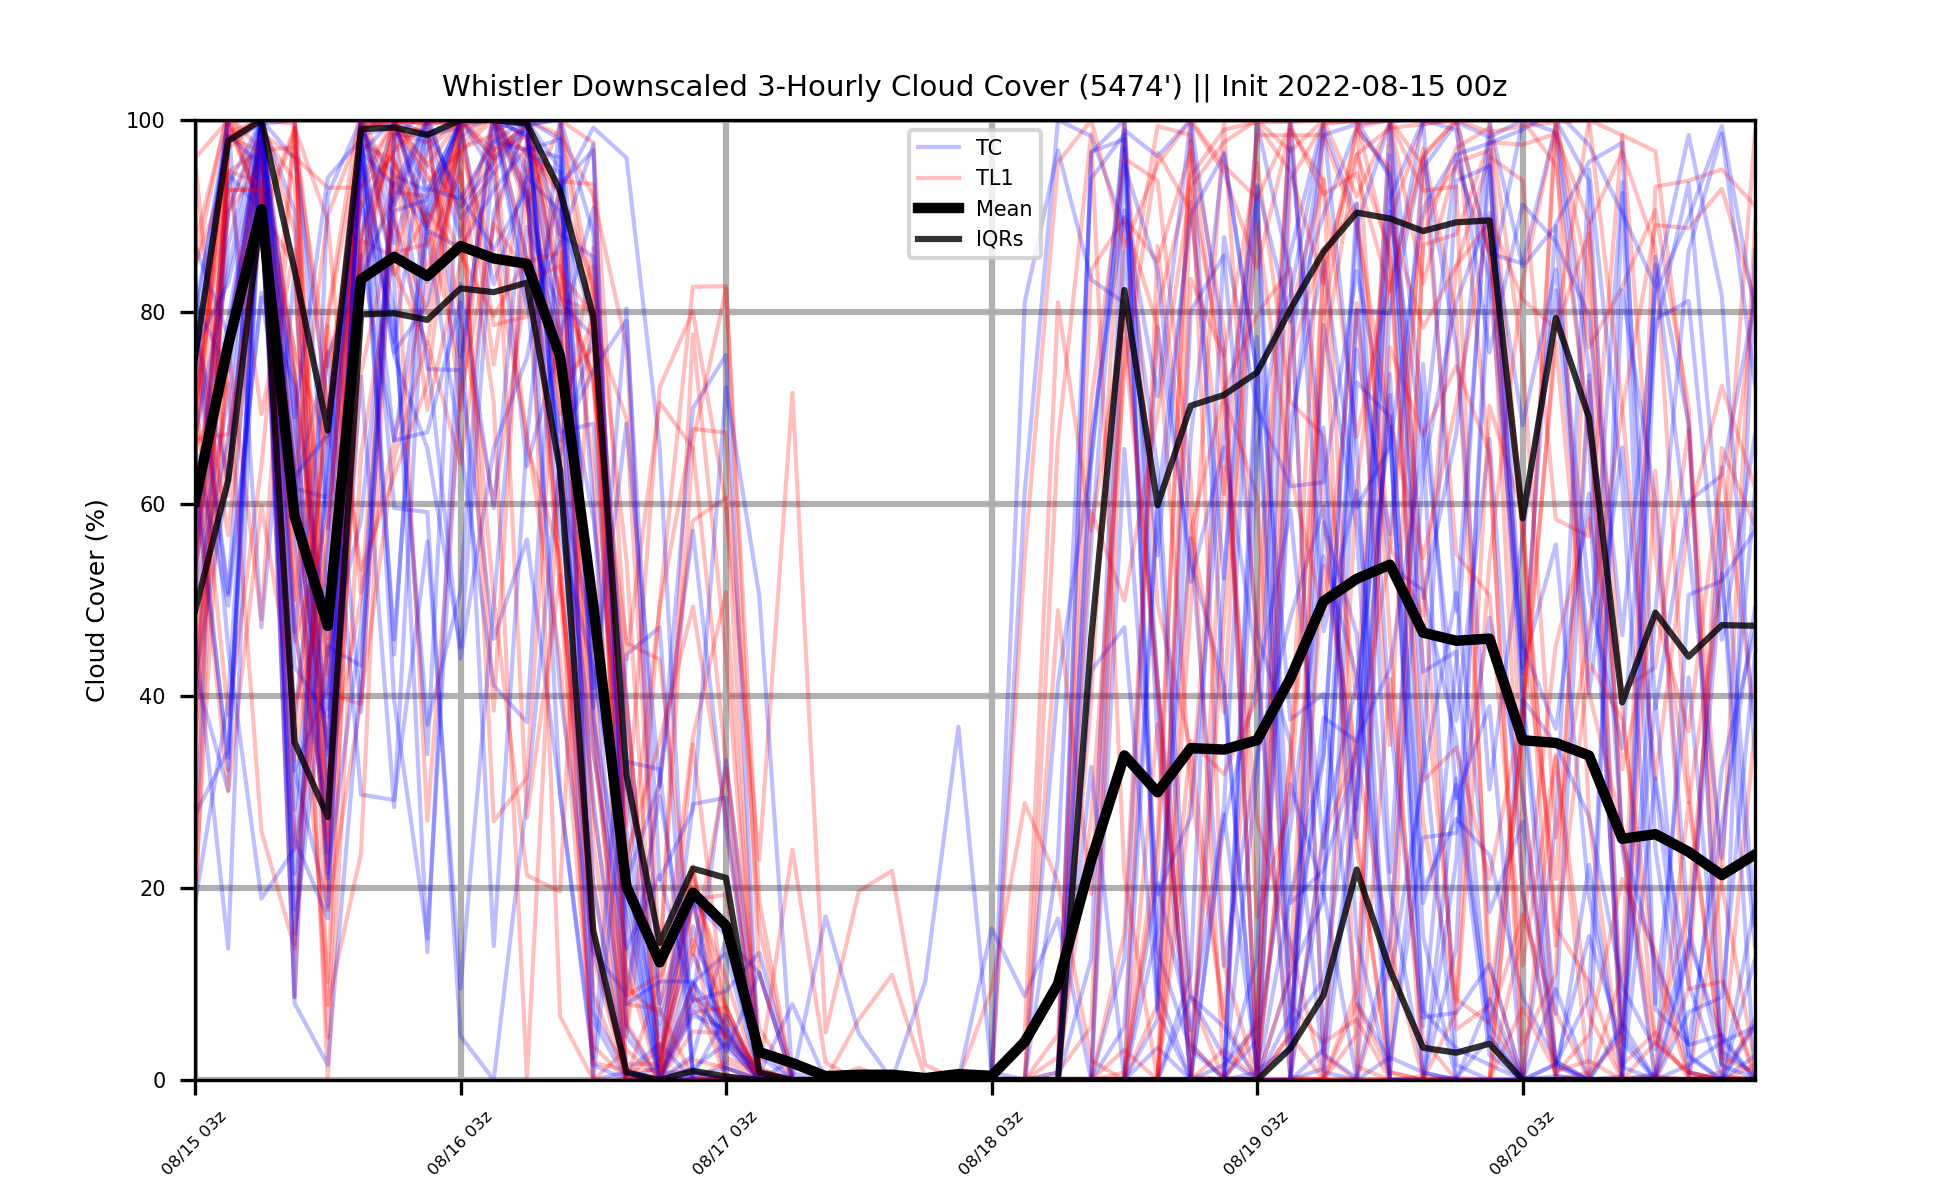 Whistler Downscaled 3-Hourly Cloud Cover (5474') || Init 2022-08-15 00z
TC
TL1
Mean
IQRs
Cloud Cover (%)
100
80
60
40
20
0
08/15 03z
08/16 03z
08/17 03z
08/18 03z
08/19 03z
08/20 03z